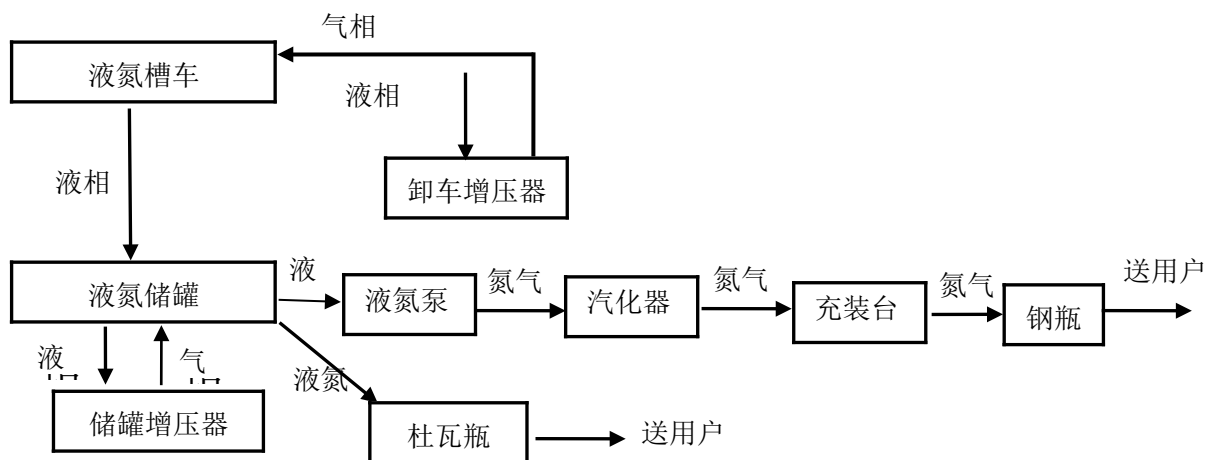 气相
液氮槽车
液相
卸车增压器
液相
液氮储罐
液
液氮泵
氮气
汽化器
氮气
充装台
氮气
钢瓶
送用户
液
气
液氮
储罐增压器
杜瓦瓶
送用户